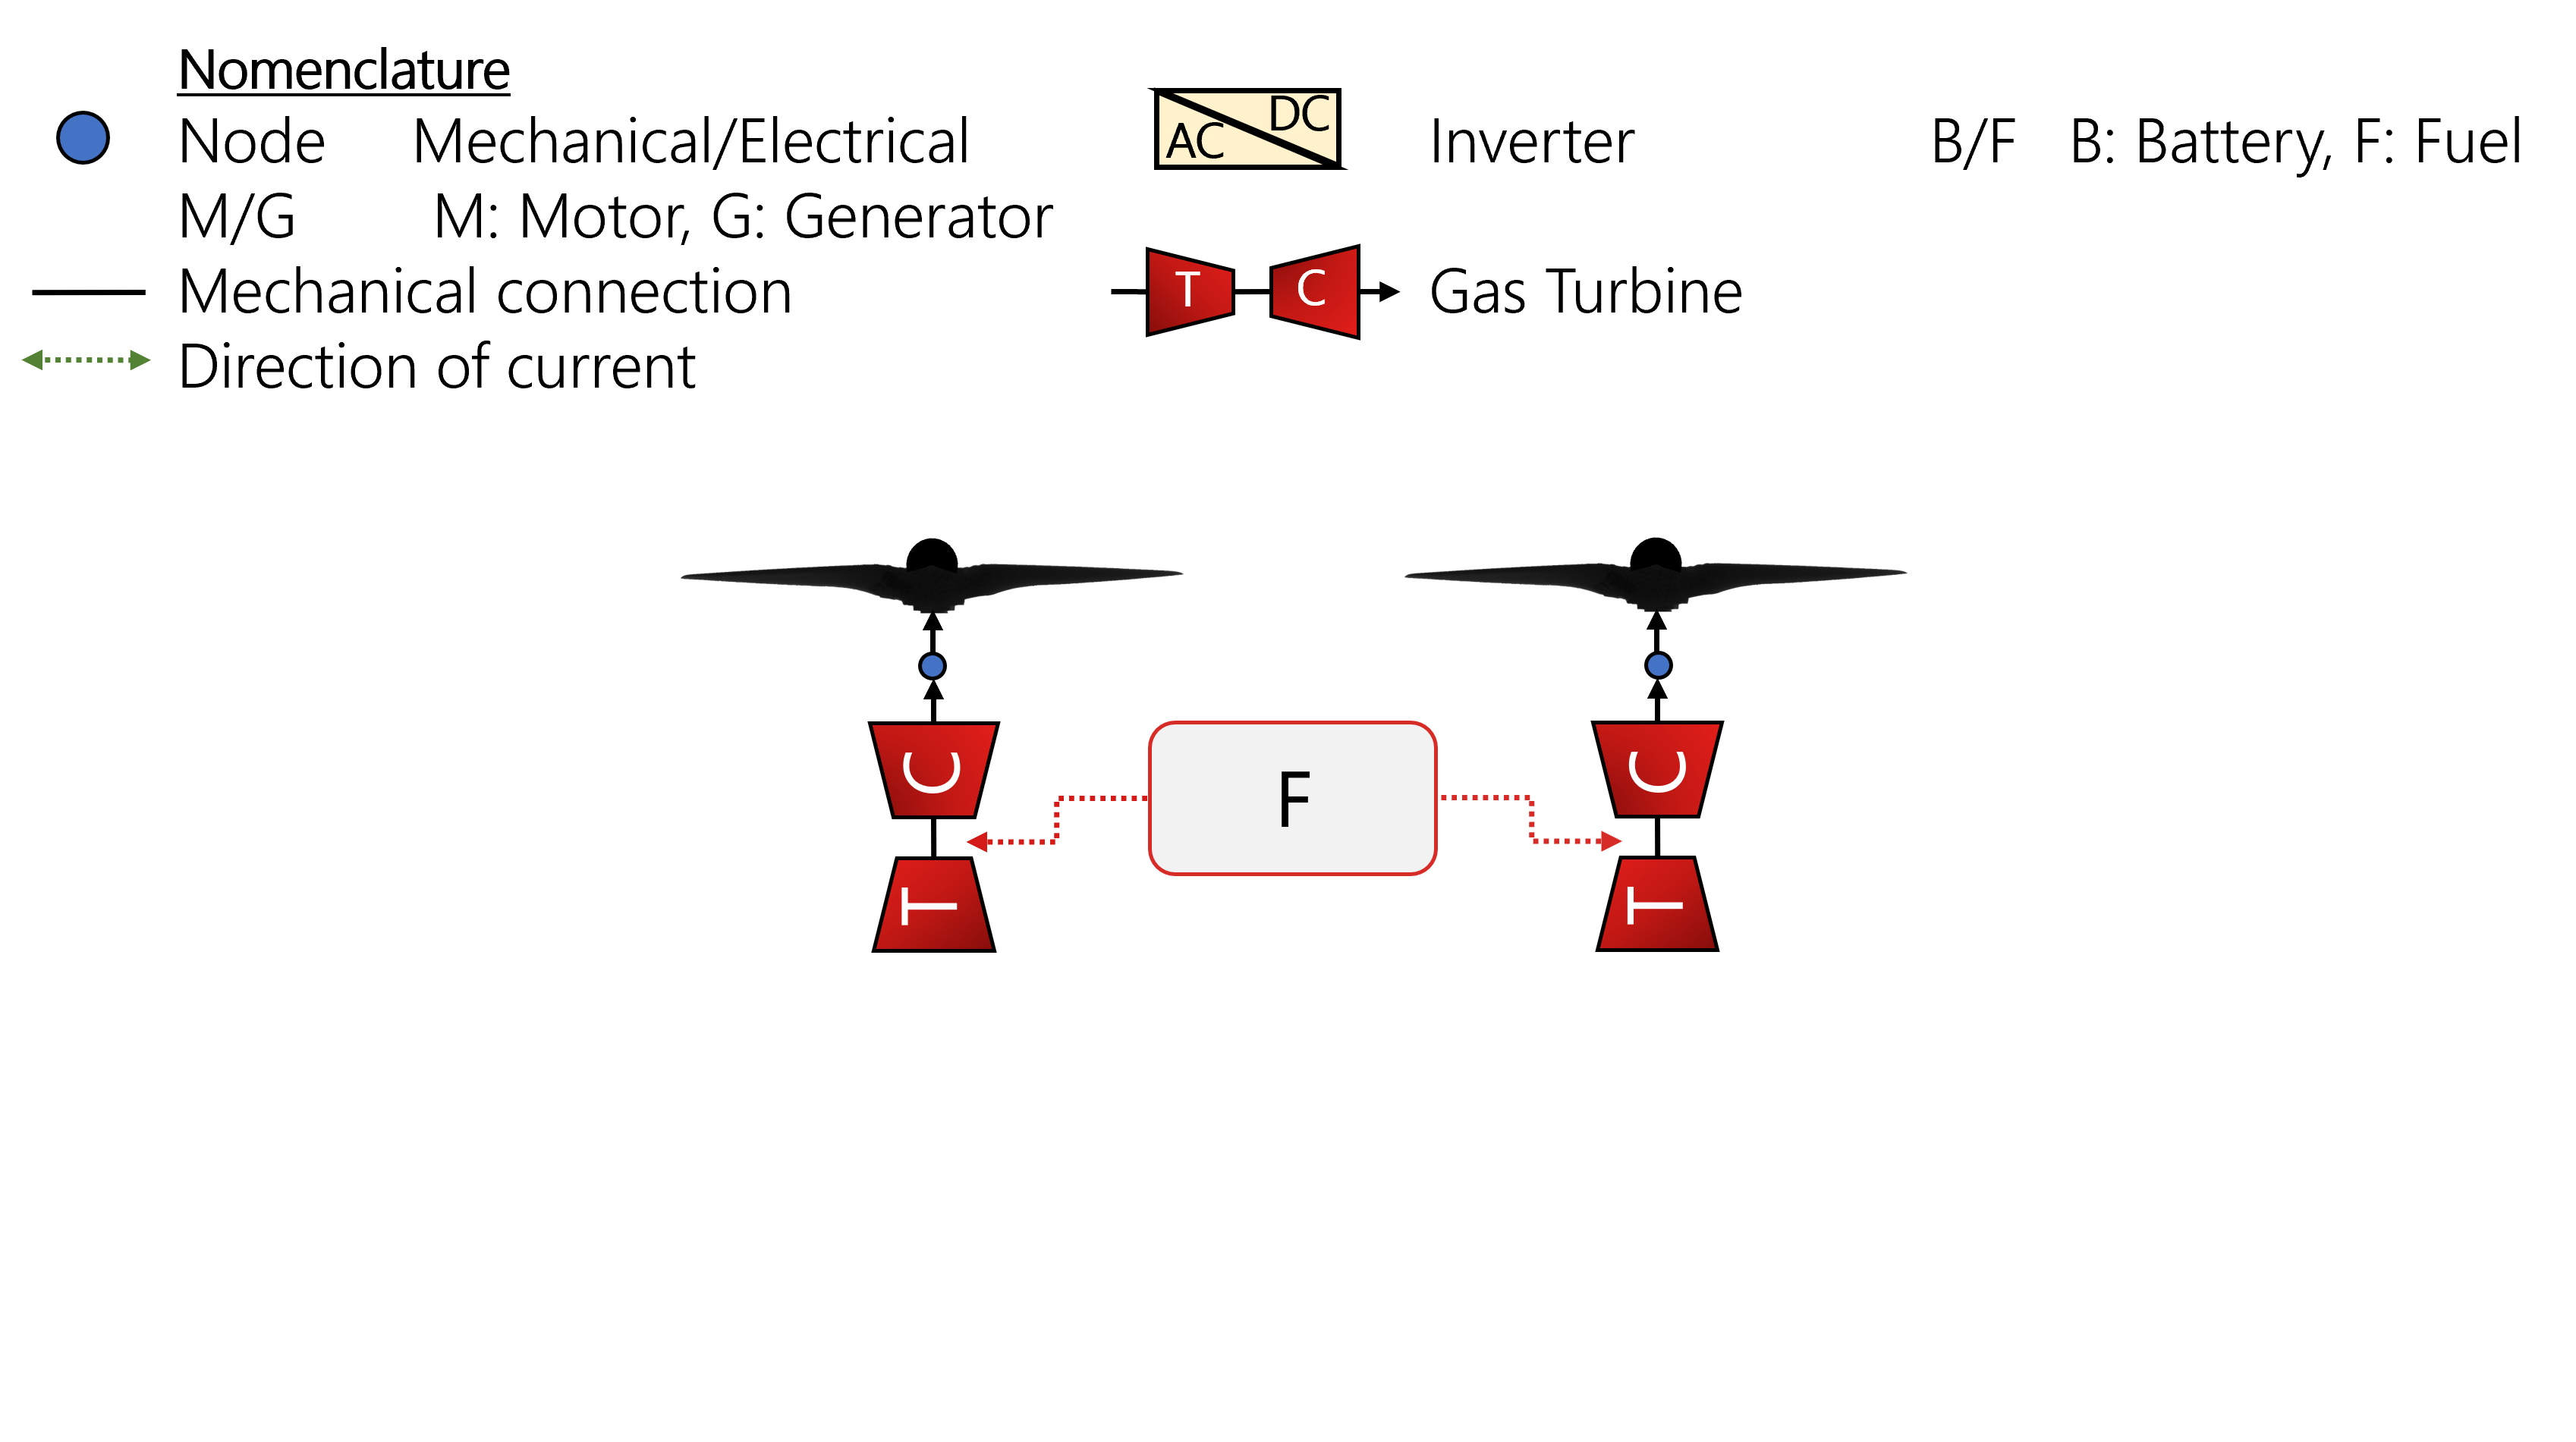 Nomenclature
Node Mechanical/Electrical
M/G M: Motor, G: Generator
Mechanical connection
Direction of current
AC DC
Inverter
T C
Gas Turbine
B/F B: Battery, F: Fuel
C
T
F
C
T